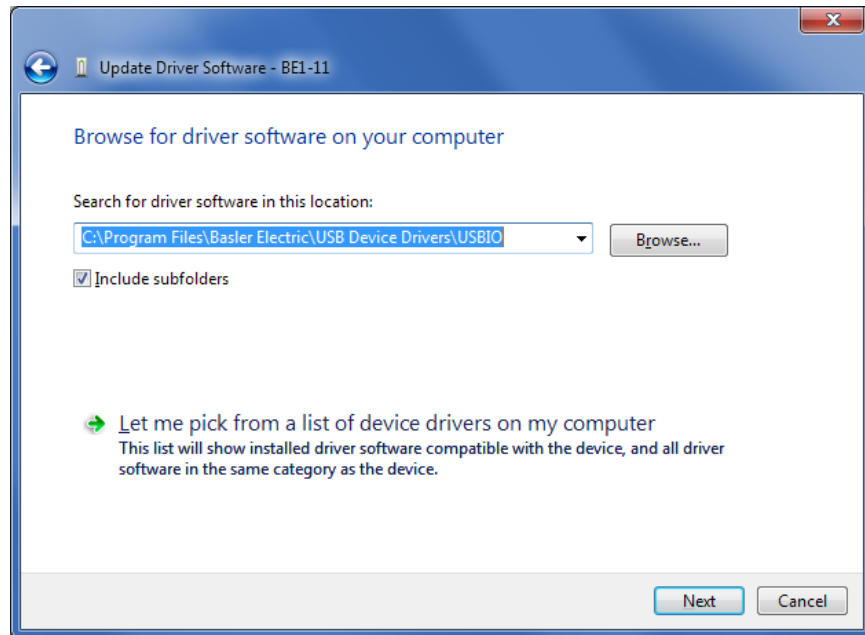 Update Driver Software - BE1-11
Browse for driver software on your computer
Search for driver software in this location:
C:\Program Files\Basler Electric\USB Device Drivers\USBIO
Browse...
Include subfolders
Let me pick from a list of device drivers on my computer
This list will show installed driver software compatible with the device, and all driver
software in the same category as the device.
Next
Cancel